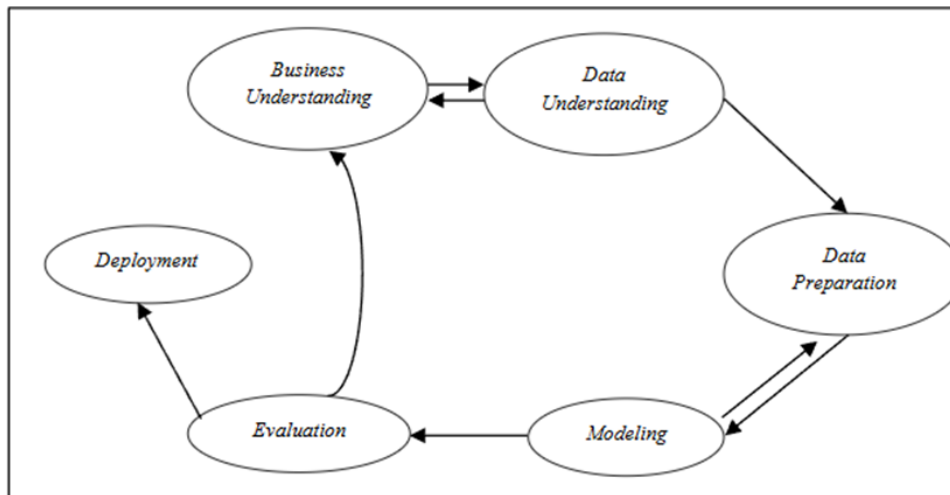 Business
Understanding
Data
Understanding
Deployment
Data
Preparation
Evaluation
Modeling